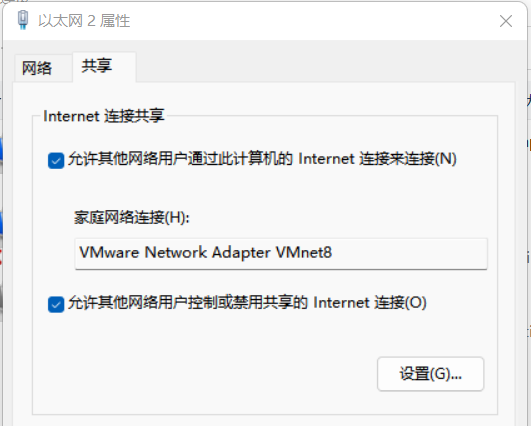 以太网 2 属性
网络
共享
Internet 连接共享
允许其他网络用户通过此计算机的 Internet 连接来连接(N)
家庭网络连接(H):
VMware Network Adapter VMnet8
允许其他网络用户控制或禁用共享的 Internet 连接(O)
设置(G)...